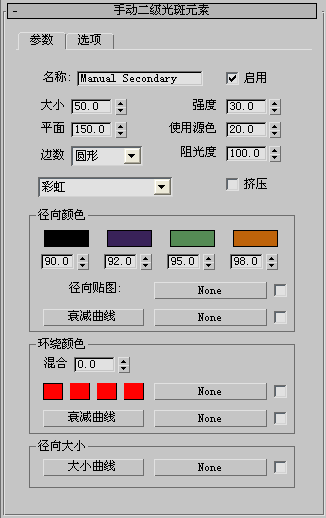 - 手动二级光斑元素
参数 选项
名称: Manual Secondary 启用
大小 50.0 强度 30.0
平面 150.0 使用源色 20.0
边数 圆形 阻光度 100.0
彩虹 挤压
径向颜色
90.0 92.0 95.0 98.0
径向贴图: None
衰减曲线 None
环绕颜色
混合 0.0
None
衰减曲线 None
径向大小
大小曲线 None